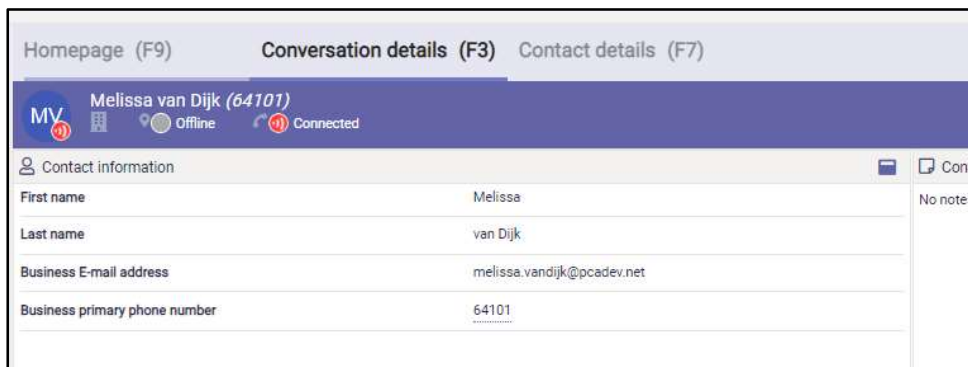 Homepage (F9) Conversation details (F3) Contact details (F7)
MV Melissa van Dijk (64101)
Offline Connected
Contact information
First name Melissa
Last name van Dijk
Business E-mail address melissa.vandijk@pcadev.net
Business primary phone number 64101
Con
No note